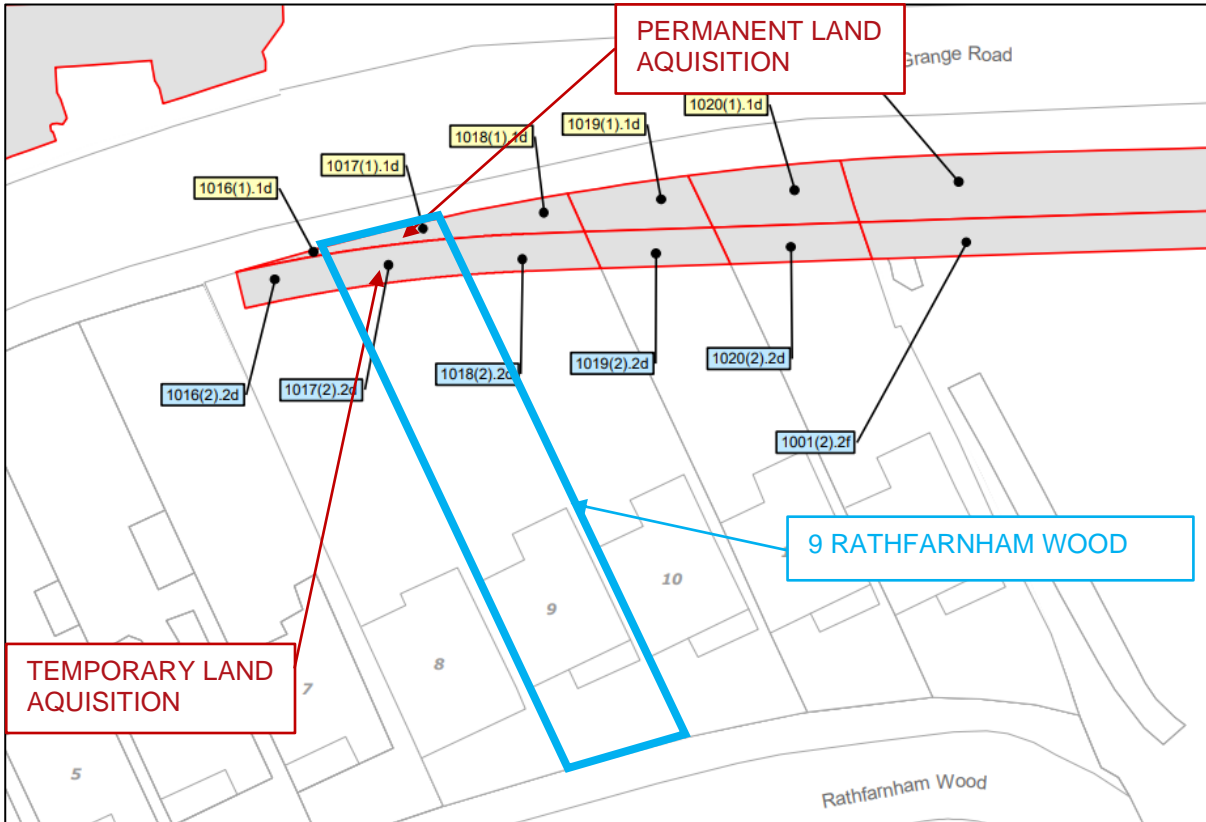 PERMANENT LAND
AQUISITION
Grange Road
1020(1).1d
1019(1).1d
1018(1).1d
1017(1).1d
1016(1).1d
1016(2).2d
1017(2).2d
1018(2).2d
1019(2).2d
1020(2).2d
1001(2).2f
9 RATHFARNHAM WOOD
10
9
8
7
5
TEMPORARY LAND
AQUISITION
Rathfarnham Wood